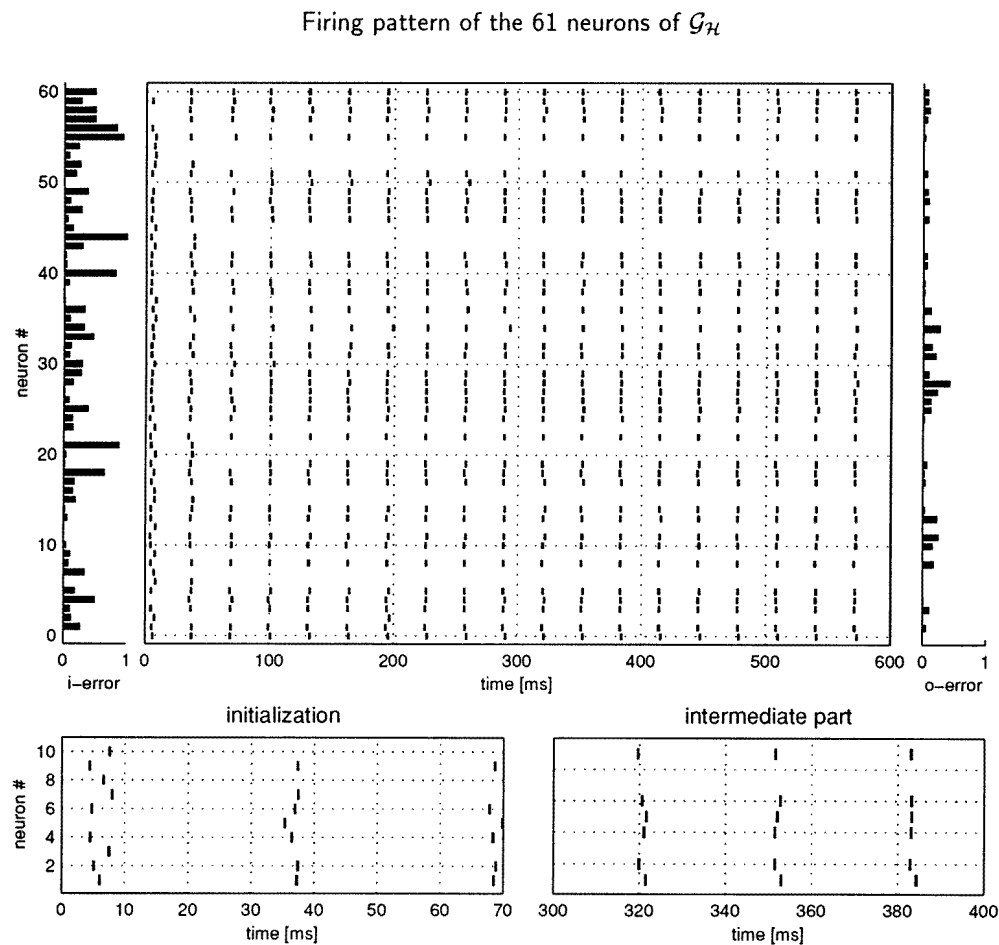 Firing pattern of the 61 neurons of 𝒢ℋ
60
50
40
30
20
10
0
neuron #
0 1
i-error
0 100 200 300 400 500 600
time [ms]
0 1
o-error
initialization
10
8
6
4
2
neuron #
0 10 20 30 40 50 60 70
time [ms]
intermediate part
300 320 340 360 380 400
time [ms]